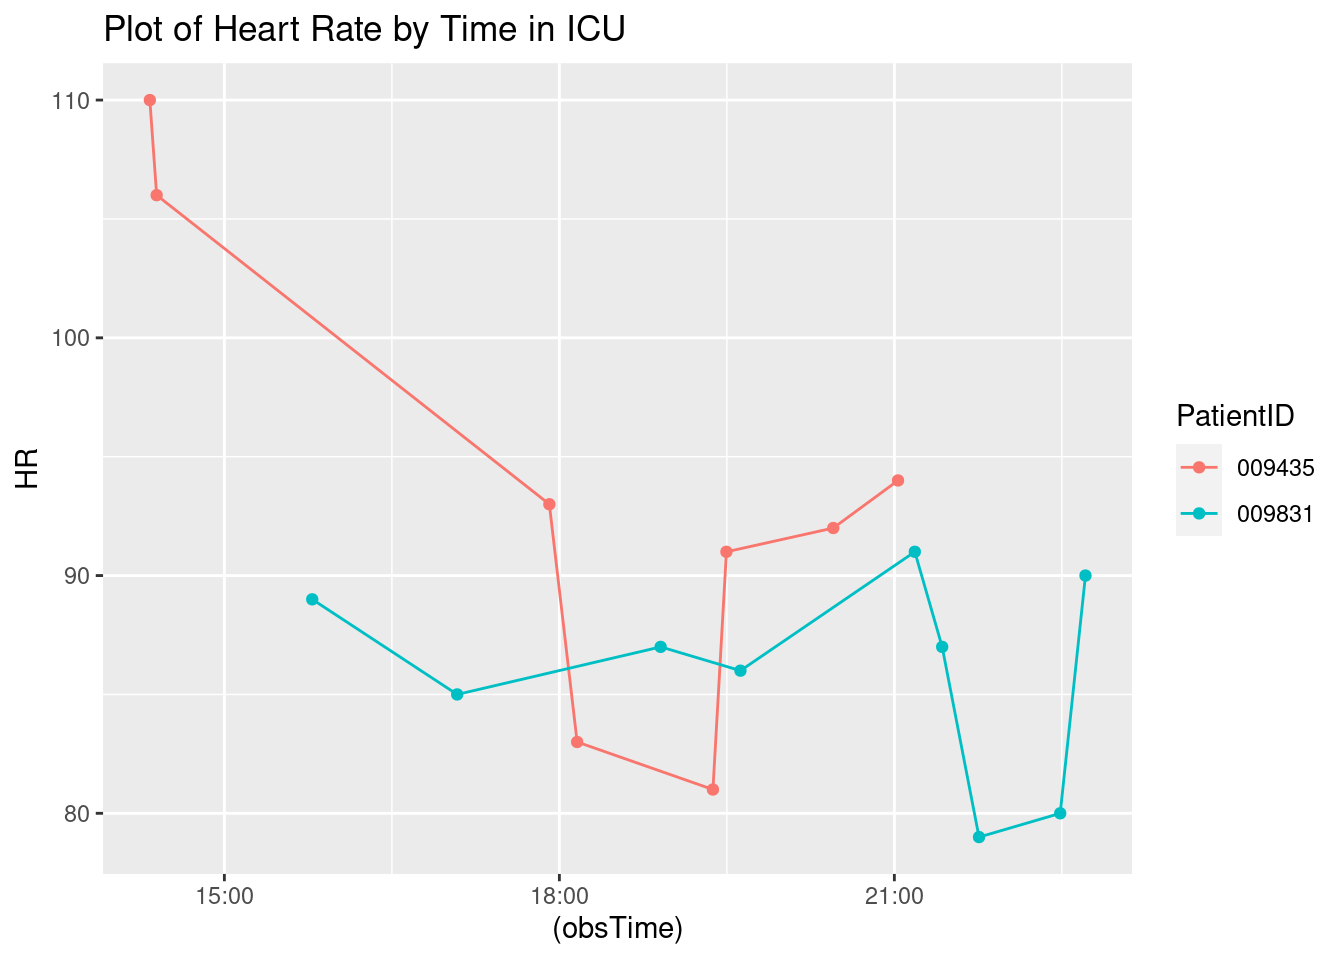 Plot of Heart Rate by Time in ICU
110
100
90
80
HR
15:00 18:00 21:00
(obsTime)
PatientID
009435
009831